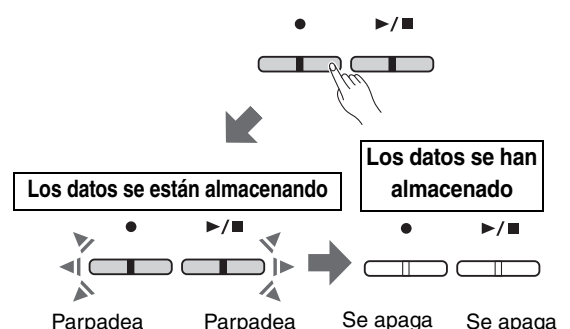 ● ►/■
Los datos se están almacenando
Los datos se han
almacenado
● ►/■ ● ►/■
Parpadea Parpadea Se apaga Se apaga